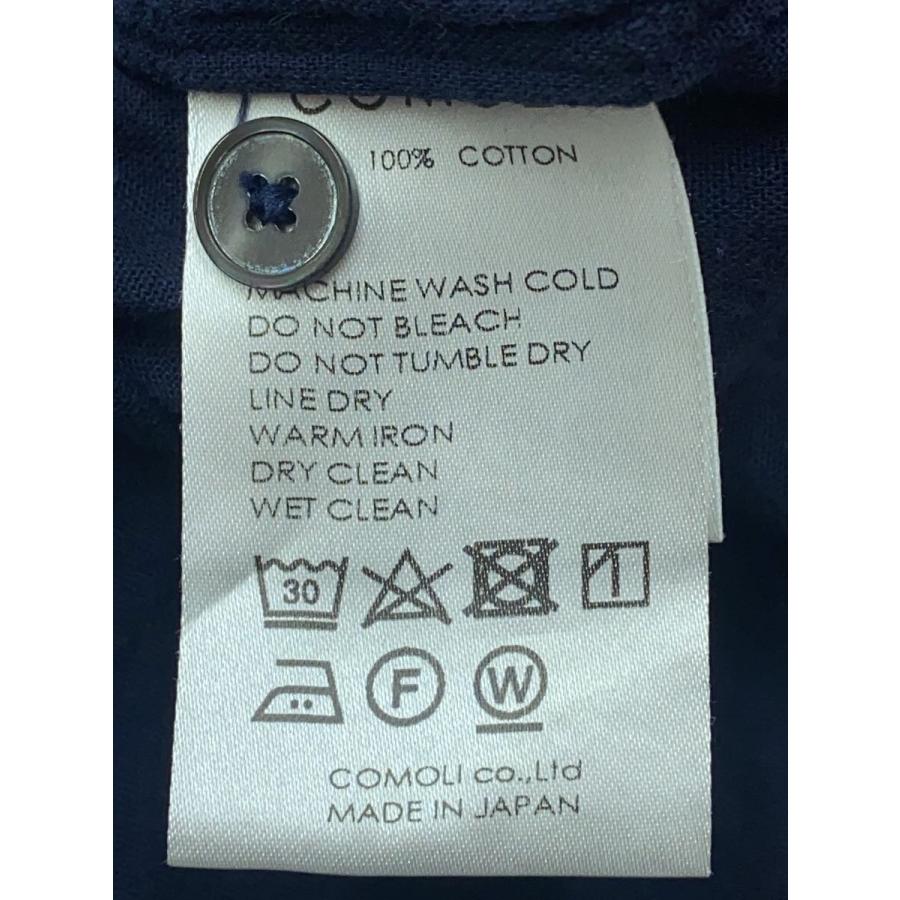 COMOLI
100% COTTON
MACHINE WASH COLD
DO NOT BLEACH
DO NOT TUMBLE DRY
LINE DRY
WARM IRON
DRY CLEAN
WET CLEAN
30
F W
COMOLI co.,Ltd
MADE IN JAPAN